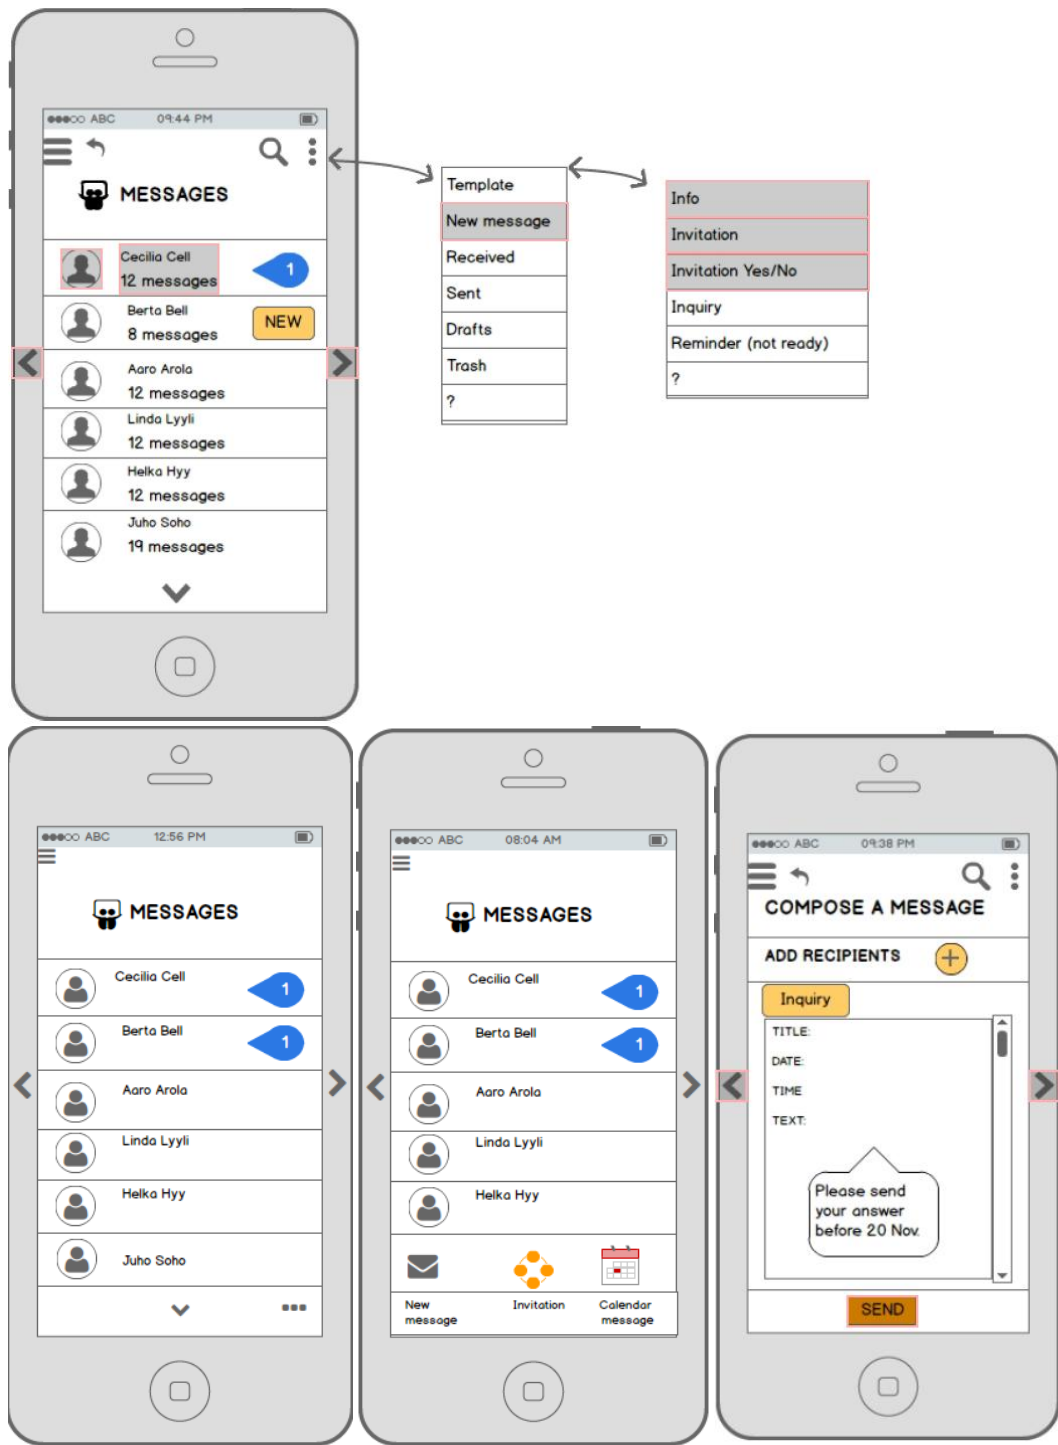 ABC 09:44 PM
MESSAGES
Cecilia Cell
12 messages
1
Berta Bell
8 messages
NEW
Aaro Arola
12 messages
Linda Lyyli
12 messages
Helka Hyy
12 messages
Juho Soho
19 messages
Template
New message
Received
Sent
Drafts
Trash
?
Info
Invitation
Invitation Yes/No
Inquiry
Reminder (not ready)
?
ABC 12:56 PM
MESSAGES
Cecilia Cell
1
Berta Bell
1
Aaro Arola
Linda Lyyli
Helka Hyy
Juho Soho
ABC 08:04 AM
MESSAGES
Cecilia Cell
1
Berta Bell
1
Aaro Arola
Linda Lyyli
Helka Hyy
New
message
Invitation
Calendar
message
ABC 09:38 PM
COMPOSE A MESSAGE
ADD RECIPIENTS
Inquiry
TITLE:
DATE:
TIME
TEXT:
Please send
your answer
before 20 Nov.
SEND